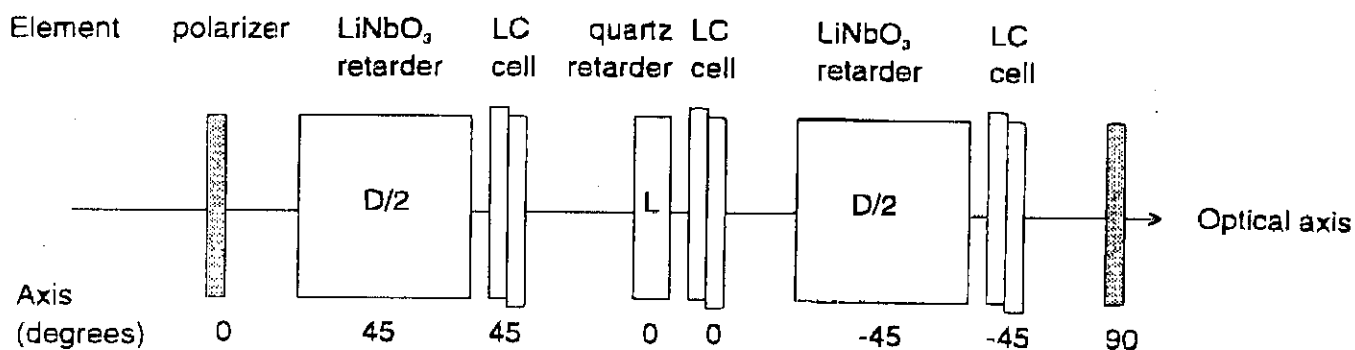 Element polarizer LiNbO₃ LC quartz LC LiNbO₃ LC
retarder cell retarder cell retarder cell
D/2 L D/2
Optical axis
Axis
(degrees) 0 45 45 0 0 -45 -45 90